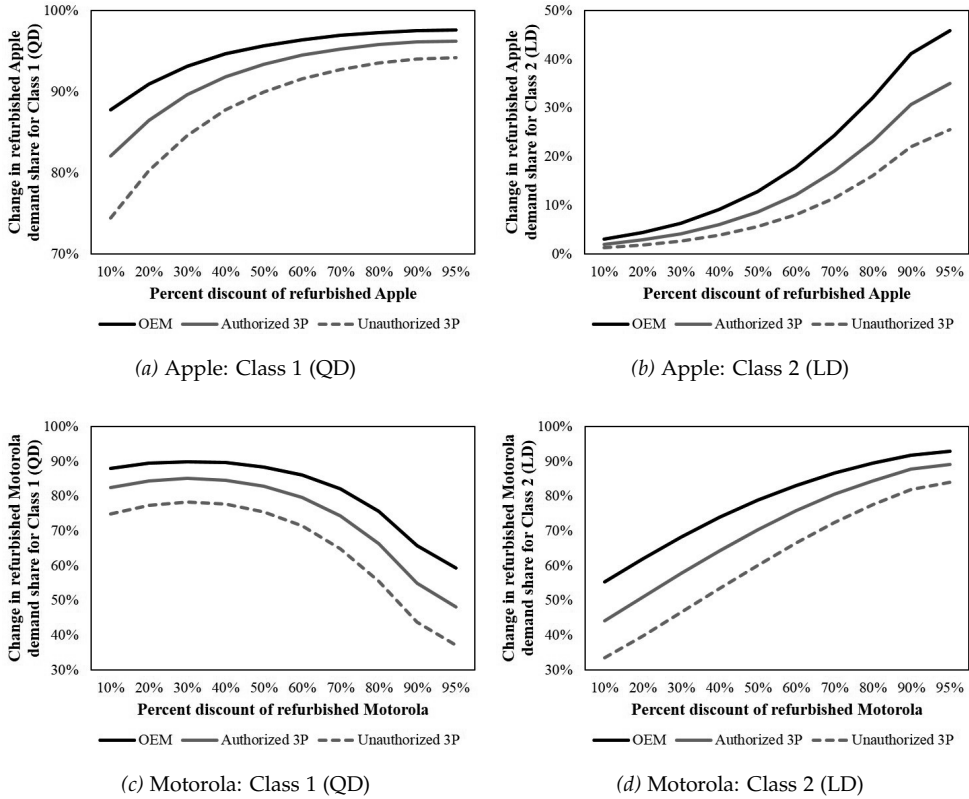 Change in refurbished Apple
demand share for Class 1 (QD)
100%
90%
80%
70%
10% 20% 30% 40% 50% 60% 70% 80% 90% 95%
Percent discount of refurbished Apple
OEM Authorized 3P Unauthorized 3P
(a) Apple: Class 1 (QD)
Change in refurbished Apple
demand share for Class 2 (LD)
50%
40%
30%
20%
10%
0%
10% 20% 30% 40% 50% 60% 70% 80% 90% 95%
Percent discount of refurbished Apple
OEM Authorized 3P Unauthorized 3P
(b) Apple: Class 2 (LD)
Change in refurbished Motorola
demand share for Class 1 (QD)
100%
90%
80%
70%
60%
50%
40%
30%
10% 20% 30% 40% 50% 60% 70% 80% 90% 95%
Percent discount of refurbished Motorola
OEM Authorized 3P Unauthorized 3P
(c) Motorola: Class 1 (QD)
Change in refurbished Motorola
demand share for Class 2 (LD)
100%
90%
80%
70%
60%
50%
40%
30%
10% 20% 30% 40% 50% 60% 70% 80% 90% 95%
Percent discount of refurbished Motorola
OEM Authorized 3P Unauthorized 3P
(d) Motorola: Class 2 (LD)